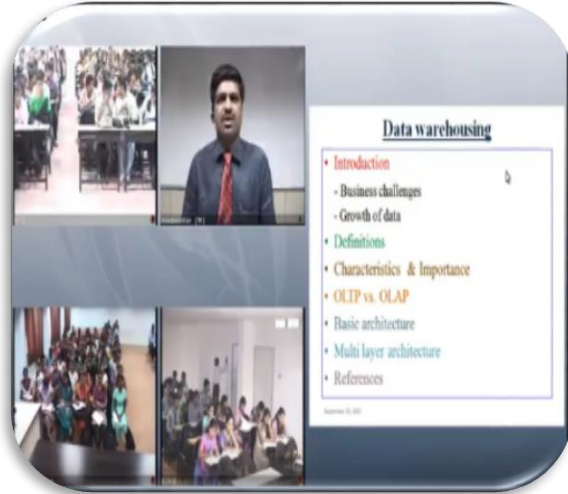 Data warehousing
• Introduction
- Business challenges
- Growth of data
• Definitions
• Characteristics & Importance
• OLTP vs. OLAP
• Basic architecture
• Multi layer architecture
• References